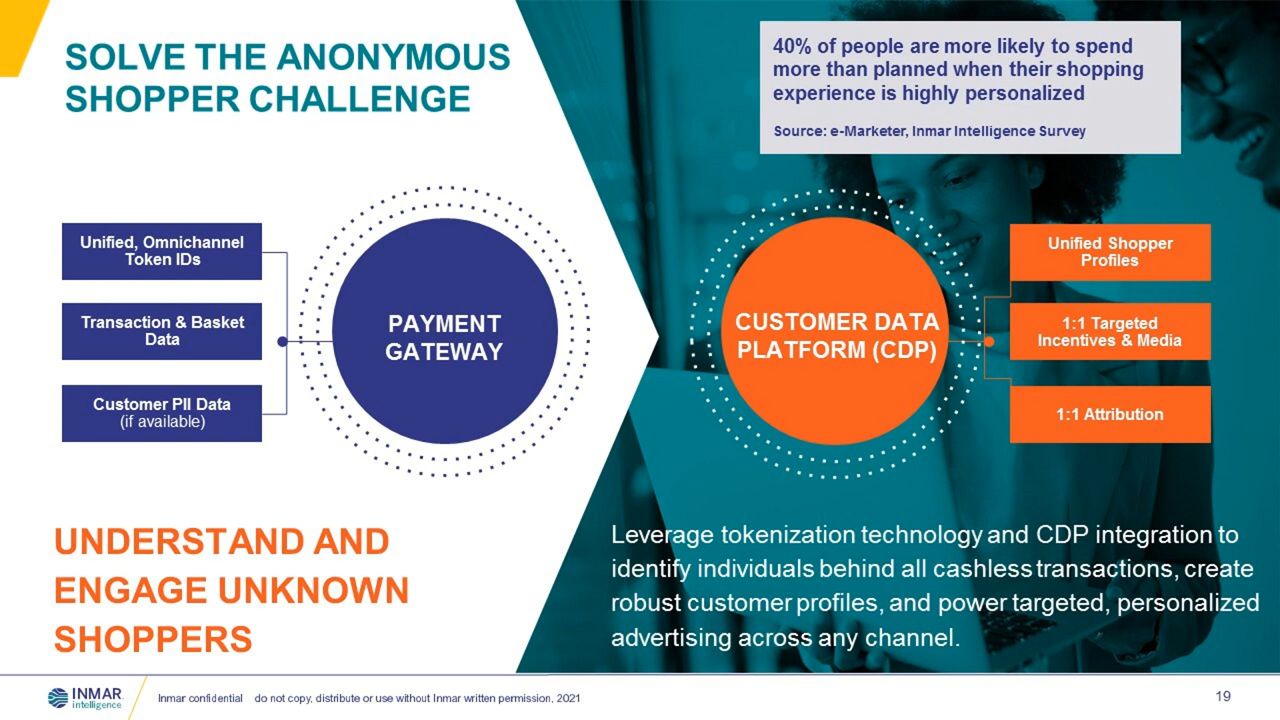 SOLVE THE ANONYMOUS
SHOPPER CHALLENGE
40% of people are more likely to spend
more than planned when their shopping
experience is highly personalized
Source: e-Marketer, Inmar Intelligence Survey
Unified, Omnichannel
Token IDs
Transaction & Basket
Data
Customer PII Data
(if available)
PAYMENT
GATEWAY
CUSTOMER DATA
PLATFORM (CDP)
Unified Shopper
Profiles
1:1 Targeted
Incentives & Media
1:1 Attribution
UNDERSTAND AND
ENGAGE UNKNOWN
SHOPPERS
Leverage tokenization technology and CDP integration to
identify individuals behind all cashless transactions, create
robust customer profiles, and power targeted, personalized
advertising across any channel.
INMAR
intelligence
Inmar confidential do not copy, distribute or use without Inmar written permission, 2021
19